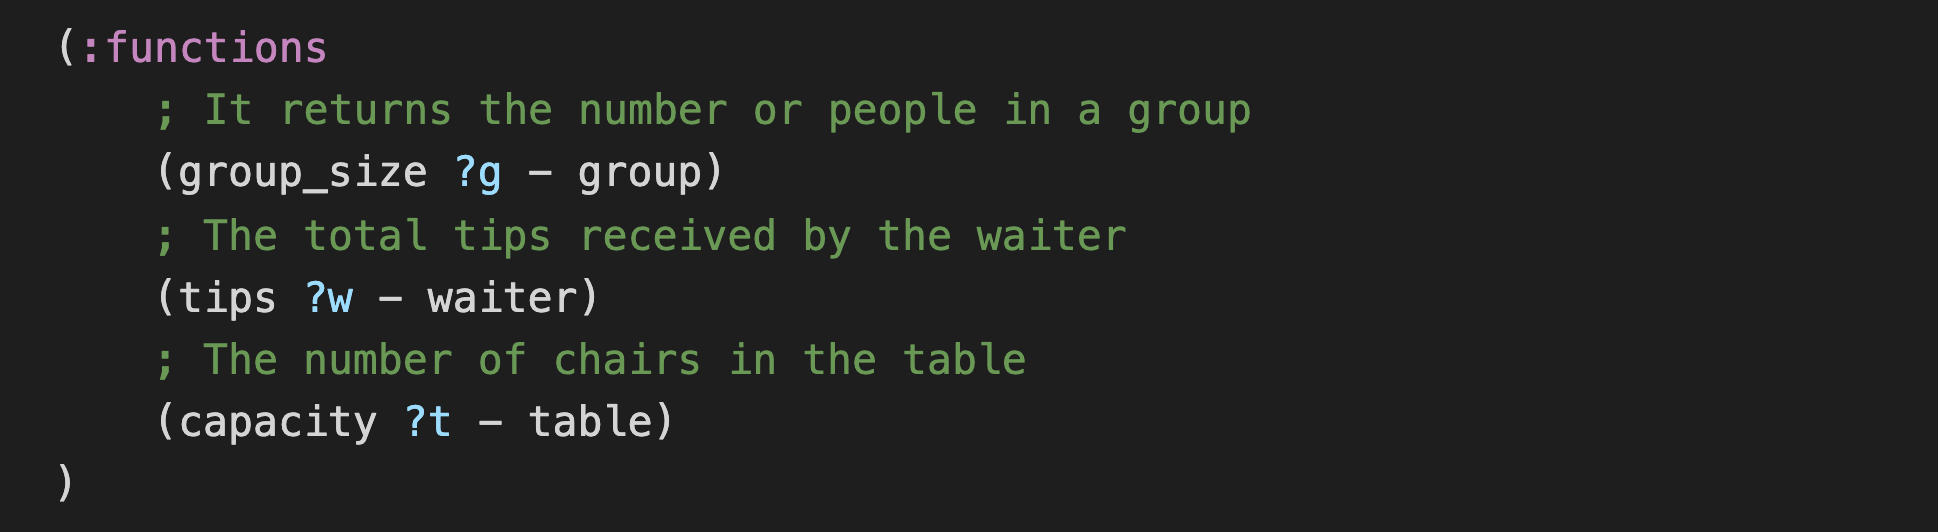 (:functions
; It returns the number or people in a group
(group_size ?g - group)
; The total tips received by the waiter
(tips ?w - waiter)
; The number of chairs in the table
(capacity ?t - table)
)